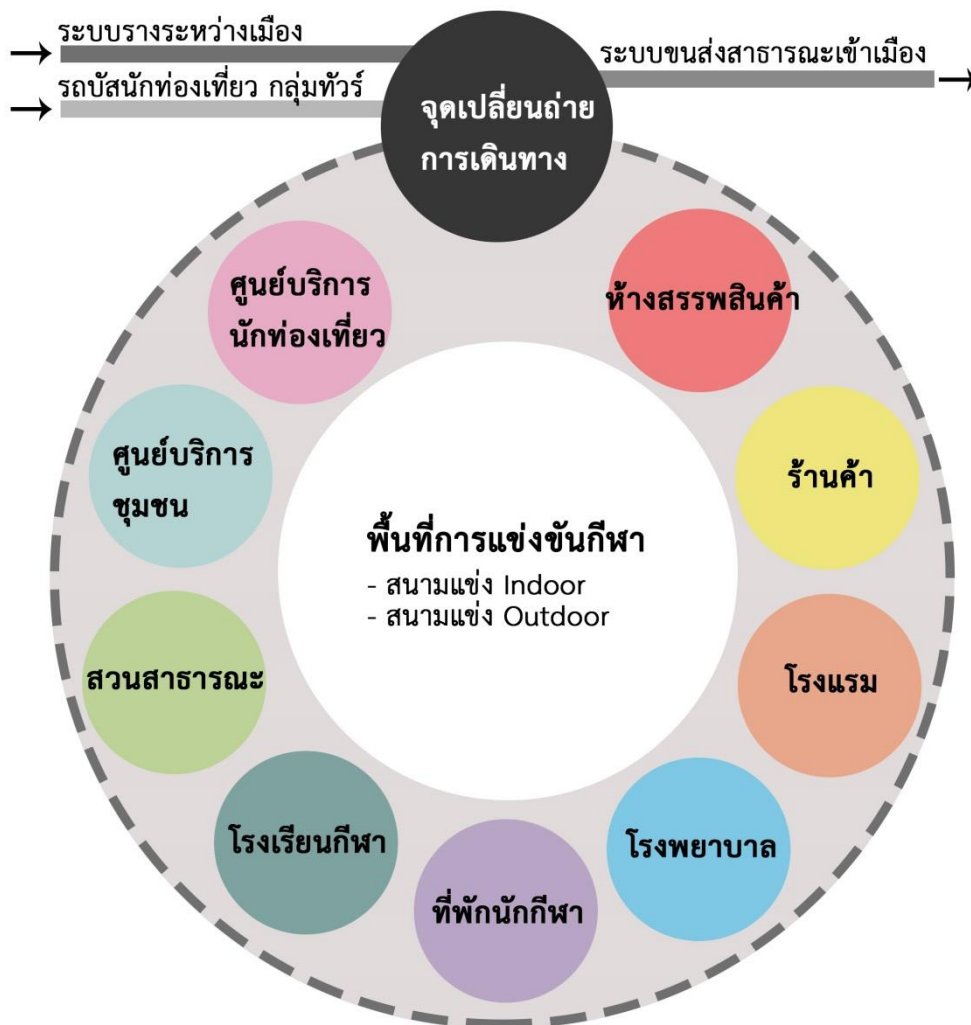 ระบบรางระหว่างเมือง
รถบัสนักท่องเที่ยว กลุ่มทัวร์
ระบบขนส่งสาธารณะเข้าเมือง
จุดเปลี่ยนถ่าย
การเดินทาง
ศูนย์บริการ
นักท่องเที่ยว
ห้างสรรพสินค้า
ศูนย์บริการ
ชุมชน
ร้านค้า
พื้นที่การแข่งขันกีฬา
- สนามแข่ง Indoor
- สนามแข่ง Outdoor
สวนสาธารณะ
โรงแรม
โรงเรียนกีฬา
โรงพยาบาล
ที่พักนักกีฬา